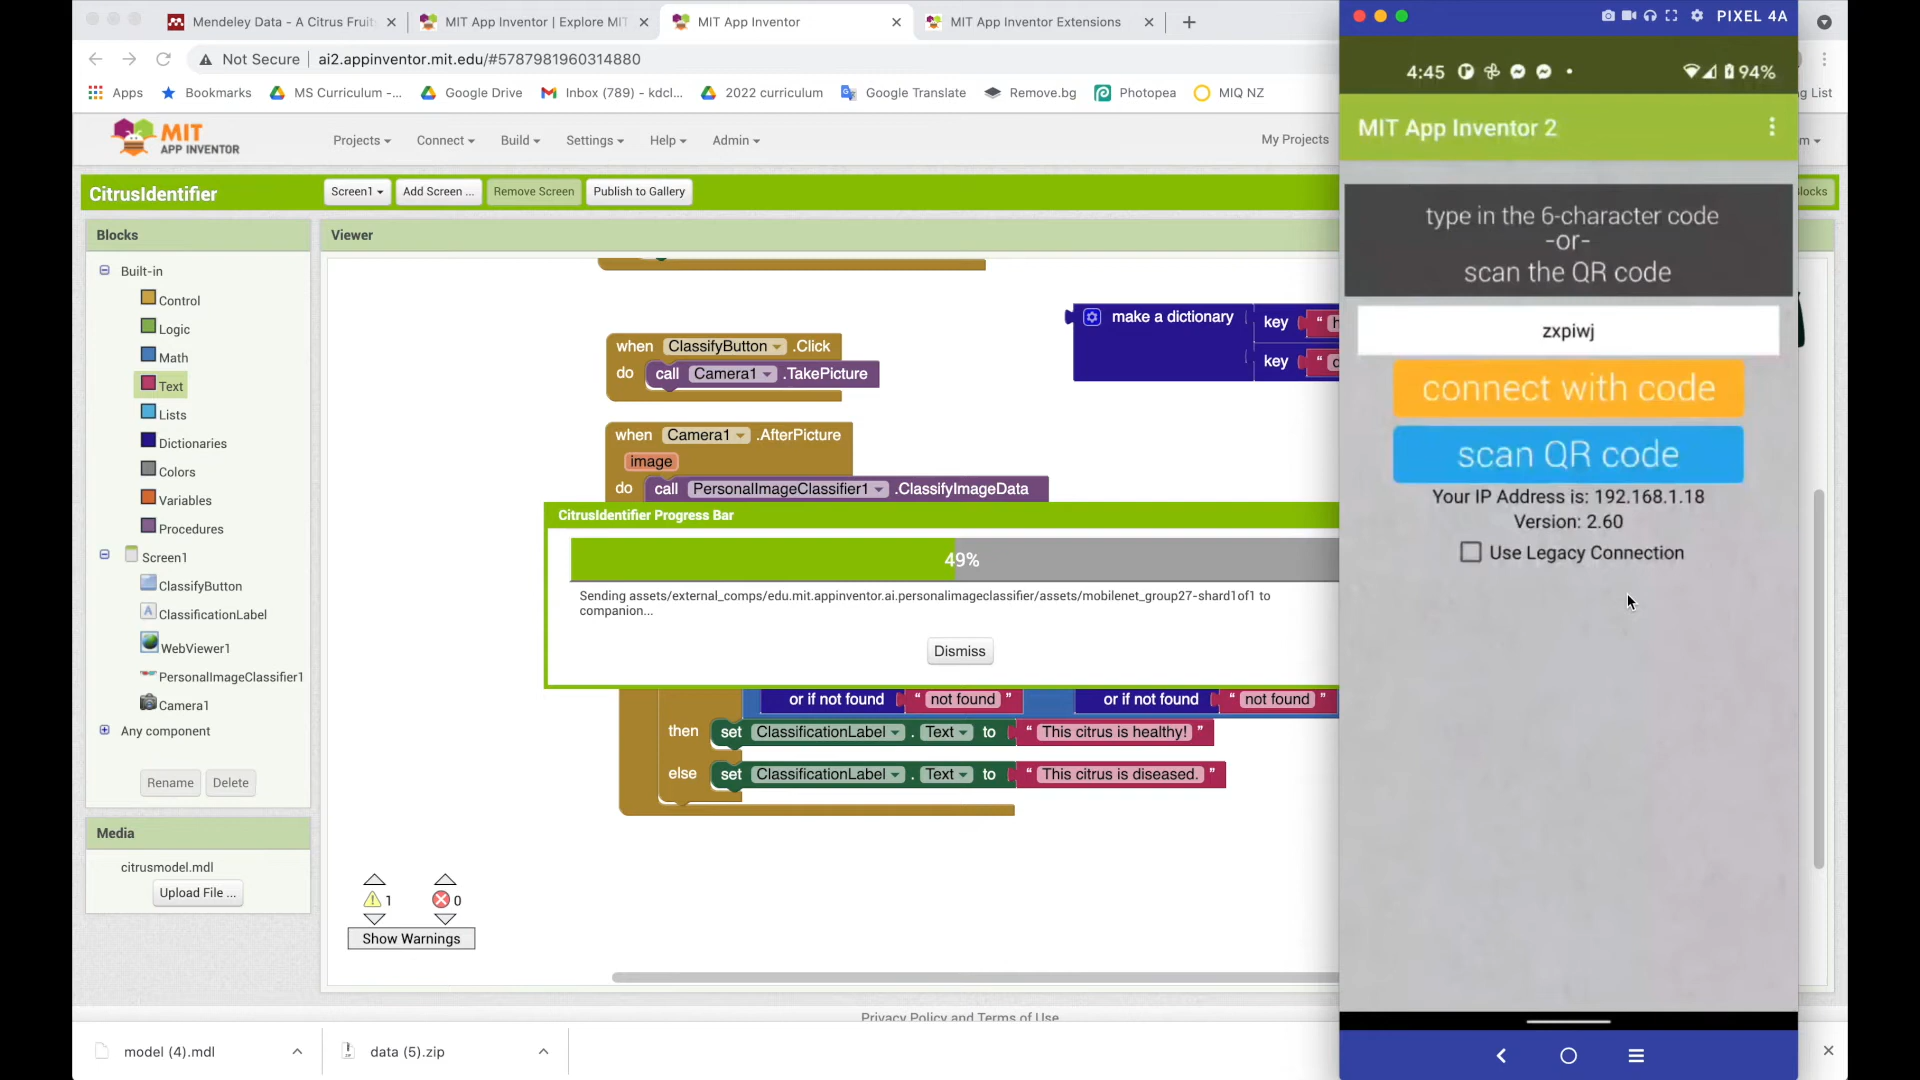 Mendeley Data - A Citrus Fruit
MIT App Inventor | Explore MIT
MIT App Inventor
MIT App Inventor Extensions
PIXEL 4A
Not Secure
ai2.appinventor.mit.edu/#5787981960314880
Apps
Bookmarks
MS Curriculum -...
Google Drive
Inbox (789) - kdcl...
2022 curriculum
Google Translate
Remove.bg
Photopea
MIQ NZ
ng List
4:45
94%
MIT
APP INVENTOR
Projects
Connect
Build
Settings
Help
Admin
My Projects
m
MIT App Inventor 2
CitrusIdentifier
Screen1
Add Screen ...
Remove Screen
Publish to Gallery
locks
type in the 6-character code
-or-
scan the QR code
zxpiwj
connect with code
scan QR code
Your IP Address is: 192.168.1.18
Version: 2.60
Use Legacy Connection
Blocks
Viewer
Built-in
Control
Logic
Math
Text
Lists
Dictionaries
Colors
Variables
Procedures
Screen1
ClassifyButton
ClassificationLabel
WebViewer1
PersonalImageClassifier1
Camera1
Any component
Rename
Delete
Media
citrusmodel.mdl
Upload File ...
make a dictionary
key " h
key " d
when ClassifyButton .Click
do call Camera1 .TakePicture
when Camera1 .AfterPicture
image
do call PersonalImageClassifier1 .ClassifyImageData
CitrusIdentifier Progress Bar
49%
Sending assets/external_comps/edu.mit.appinventor.ai.personalimageclassifier/assets/mobilenet_group27-shard1of1 to
companion...
Dismiss
or if not found " not found "
or if not found " not found "
then set ClassificationLabel . Text to " This citrus is healthy! "
else set ClassificationLabel . Text to " This citrus is diseased. "
1
0
Show Warnings
Privacy Policy and Terms of Use
model (4).mdl
data (5).zip